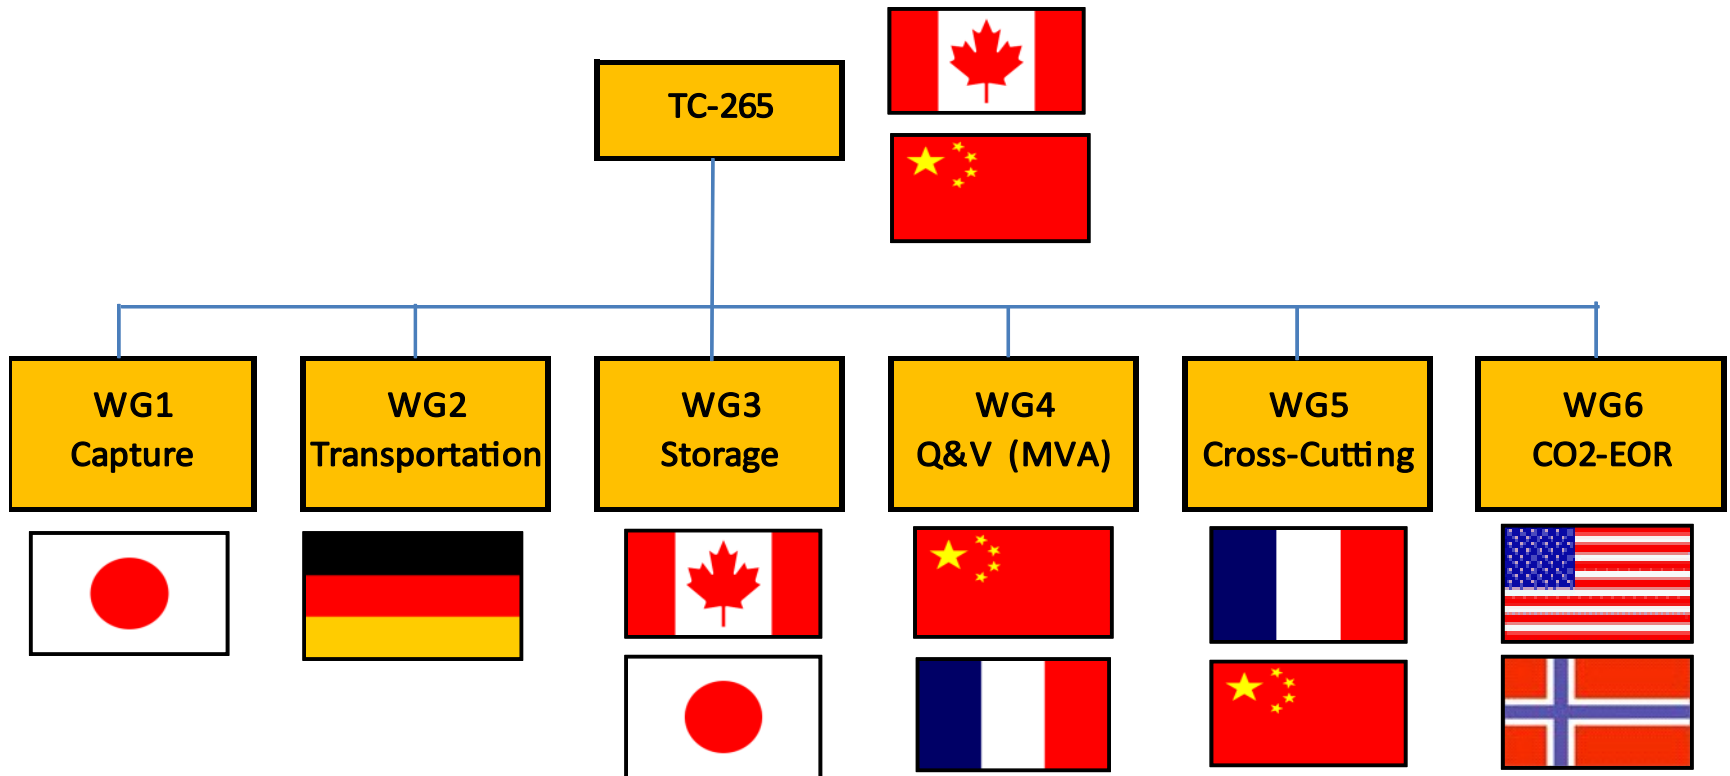 TC-265
WG1
Capture
WG2
Transportation
WG3
Storage
WG4
Q&V (MVA)
WG5
Cross-Cutting
WG6
CO2-EOR